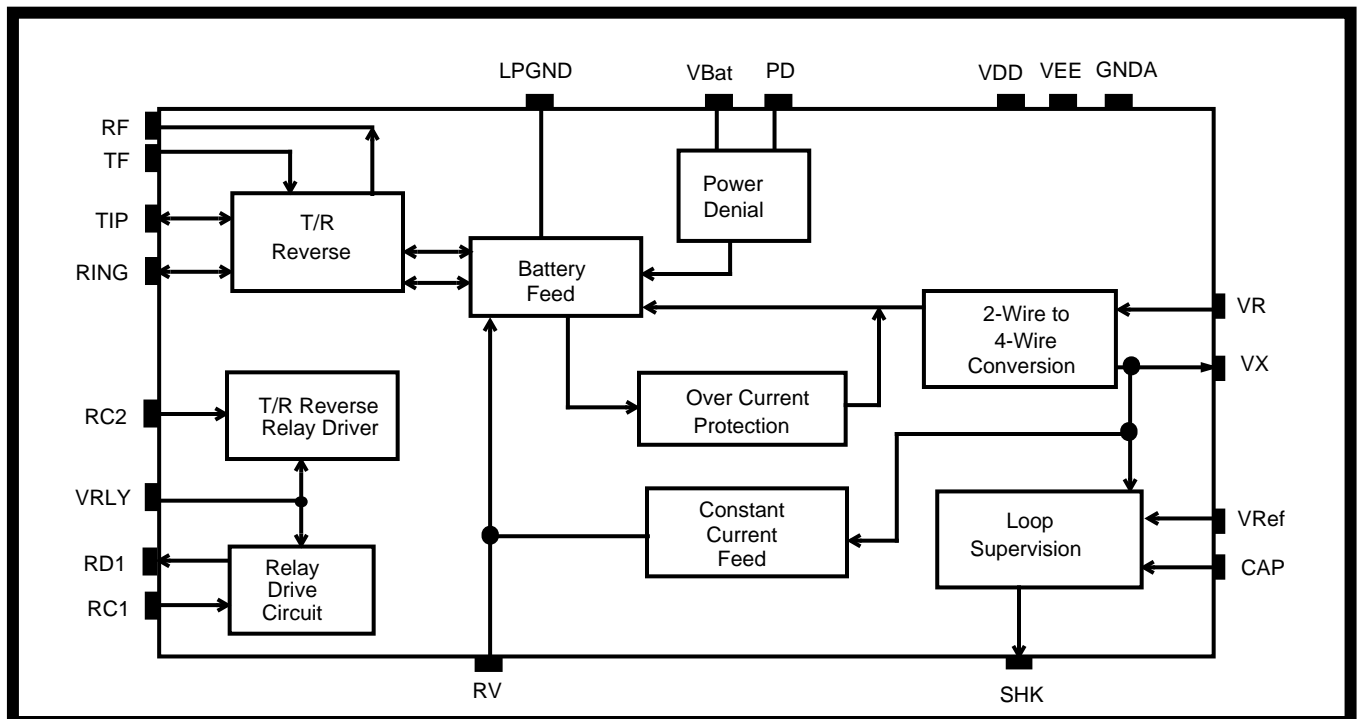 LPGND
VBat
PD
VDD
VEE
GNDA
RF
TF
TIP
RING
T/R
Reverse
Power
Denial
Battery
Feed
2-Wire to
4-Wire
Conversion
VR
VX
RC2
T/R Reverse
Relay Driver
Over Current
Protection
VRLY
Constant
Current
Feed
Loop
Supervision
VRef
CAP
RD1
RC1
Relay
Drive
Circuit
RV
SHK